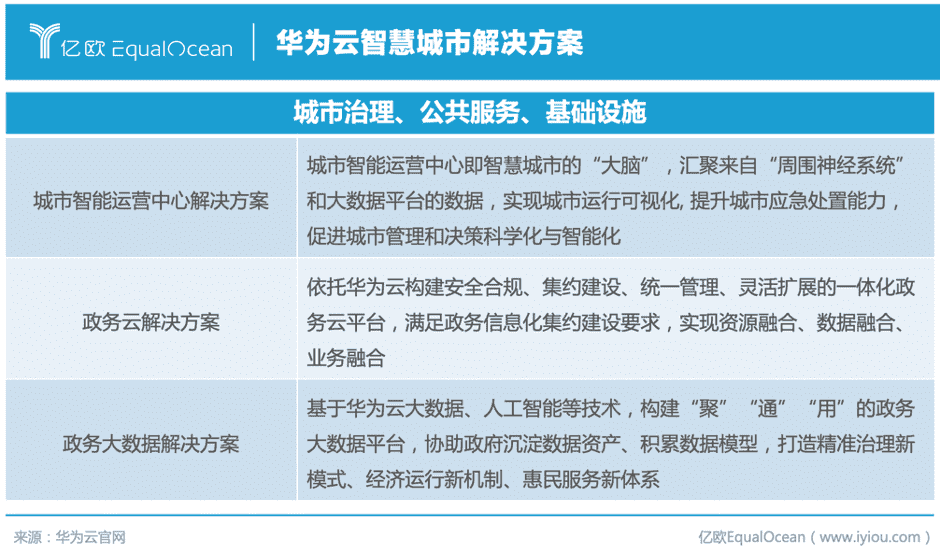 亿欧 EqualOcean
华为云智慧城市解决方案
城市治理、公共服务、基础设施
城市智能运营中心解决方案
城市智能运营中心即智慧城市的“大脑”，汇聚来自“周围神经系统”
和大数据平台的数据，实现城市运行可视化, 提升城市应急处置能力，
促进城市管理和决策科学化与智能化
政务云解决方案
依托华为云构建安全合规、集约建设、统一管理、灵活扩展的一体化政
务云平台，满足政务信息化集约建设要求，实现资源融合、数据融合、
业务融合
政务大数据解决方案
基于华为云大数据、人工智能等技术，构建“聚”“通”“用”的政务
大数据平台，协助政府沉淀数据资产、积累数据模型，打造精准治理新
模式、经济运行新机制、惠民服务新体系
来源：华为云官网
亿欧EqualOcean（www.iyiou.com）